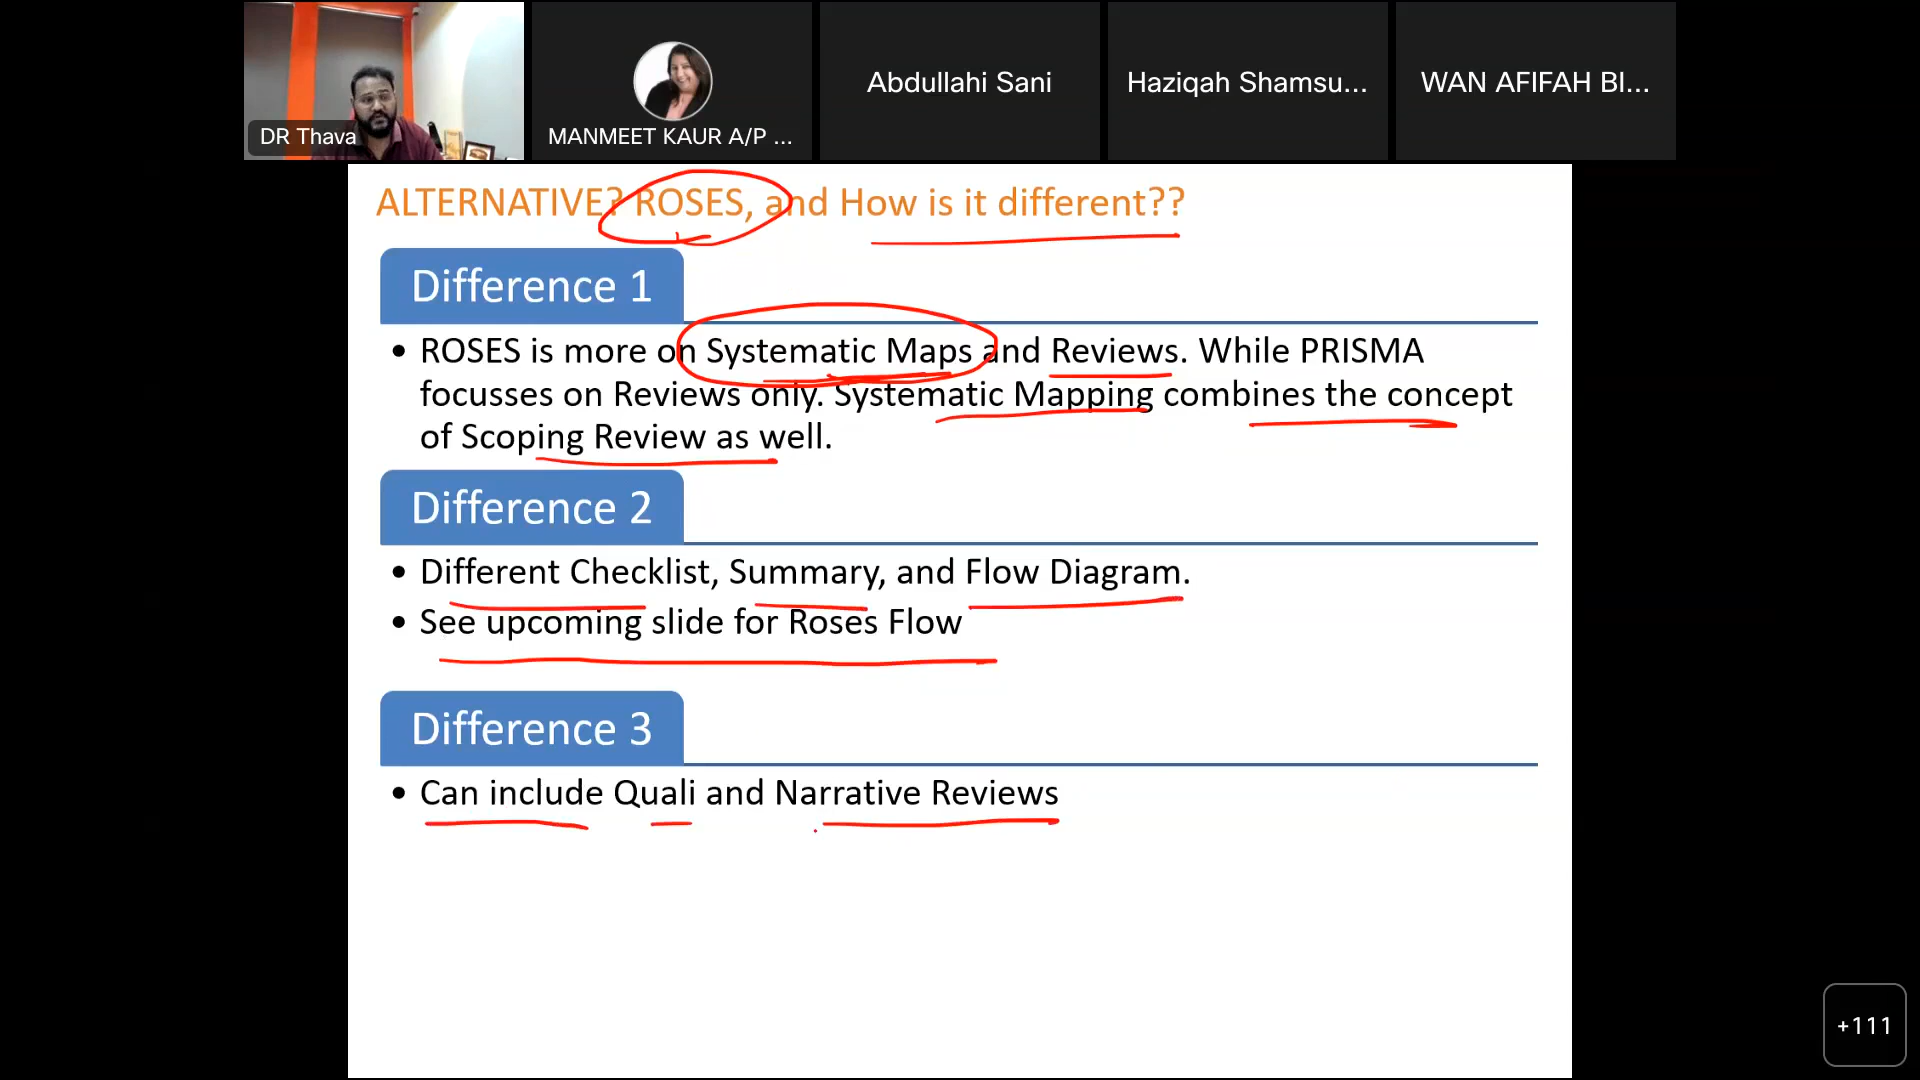 DR Thava
MANMEET KAUR A/P ...
Abdullahi Sani
Haziqah Shamsu...
WAN AFIFAH BI...
ALTERNATIVE? ROSES, and How is it different??
Difference 1
• ROSES is more on Systematic Maps and Reviews. While PRISMA
focusses on Reviews only. Systematic Mapping combines the concept
of Scoping Review as well.
Difference 2
• Different Checklist, Summary, and Flow Diagram.
• See upcoming slide for Roses Flow
Difference 3
• Can include Quali and Narrative Reviews
+111